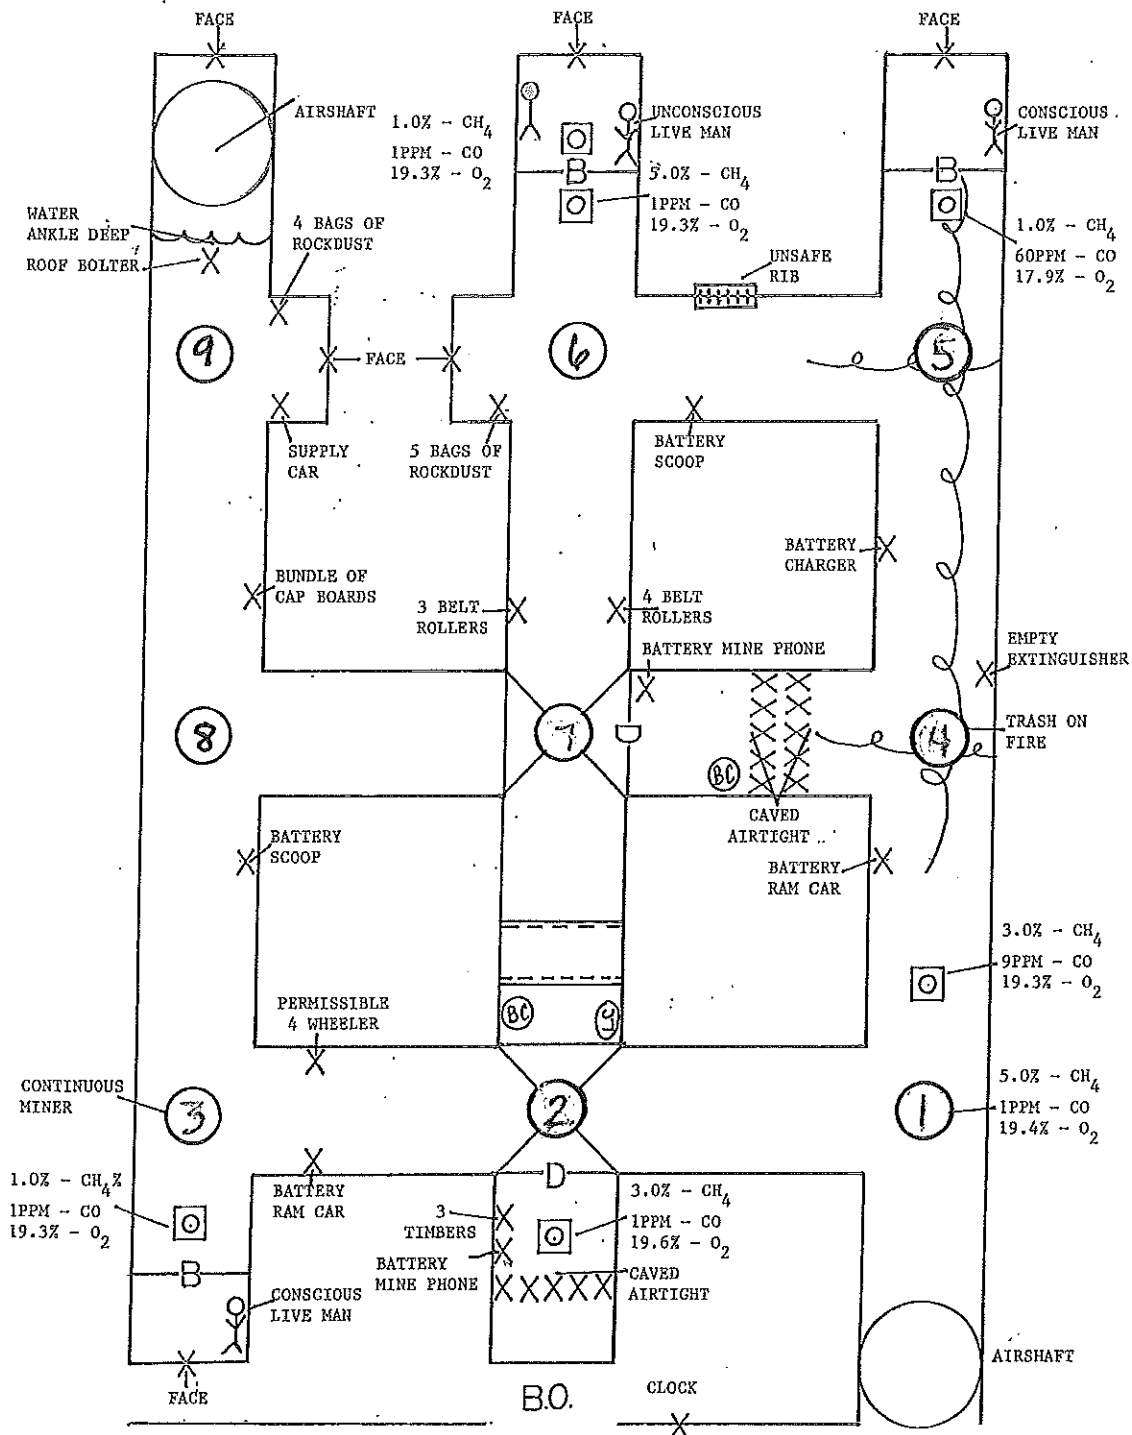 FACE
FACE
FACE
AIRSHAFT
1.0% - CH4
1PPM - CO
19.3% - O2
UNCONSCIOUS
LIVE MAN
CONSCIOUS
LIVE MAN
B
B
5.0% - CH4
1PPM - CO
19.3% - O2
WATER
ANKLE DEEP
ROOF BOLTER
4 BAGS OF
ROCKDUST
UNSAFE
RIB
1.0% - CH4
60PPM - CO
17.9% - O2
9
FACE
6
5
SUPPLY
CAR
5 BAGS OF
ROCKDUST
BATTERY
SCOOP
BATTERY
CHARGER
BUNDLE OF
CAP BOARDS
3 BELT
ROLLERS
4 BELT
ROLLERS
BATTERY MINE PHONE
EMPTY
EXTINGUISHER
8
7
D
BC
4
TRASH ON
FIRE
CAVED
AIRTIGHT
BATTERY
SCOOP
BATTERY
RAM CAR
3.0% - CH4
9PPM - CO
19.3% - O2
PERMISSIBLE
4 WHEELER
BC
CONTINUOUS
MINER
3
2
1
5.0% - CH4
1PPM - CO
19.4% - O2
1.0% - CH4%
1PPM - CO
19.3% - O2
BATTERY
RAM CAR
D
3
TIMBERS
BATTERY
MINE PHONE
3.0% - CH4
1PPM - CO
19.6% - O2
CAVED
AIRTIGHT
B
CONSCIOUS
LIVE MAN
FACE
B.O.
CLOCK
AIRSHAFT